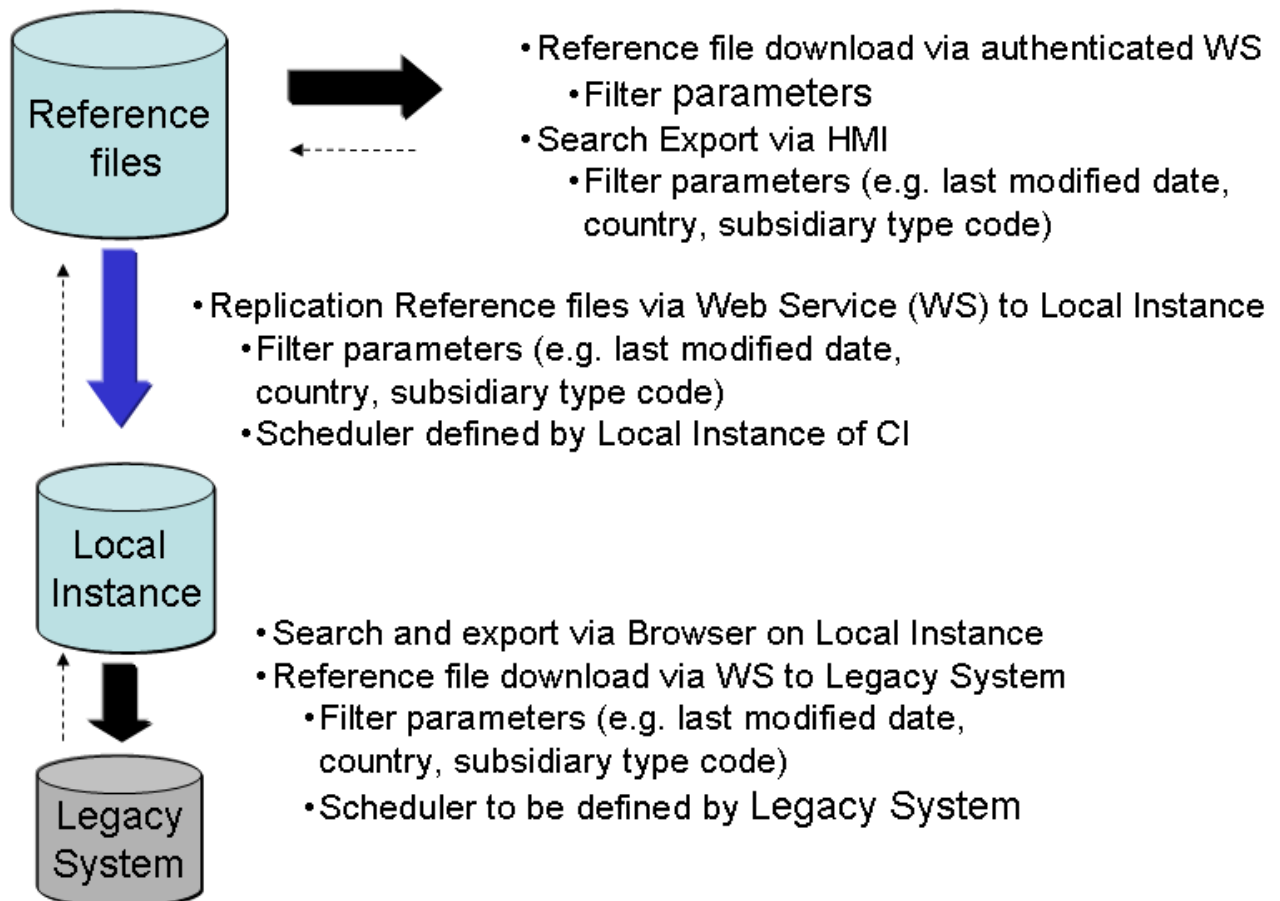 Reference
files
• Reference file download via authenticated WS
• Filter parameters
• Search Export via HMI
• Filter parameters (e.g. last modified date,
country, subsidiary type code)
• Replication Reference files via Web Service (WS) to Local Instance
• Filter parameters (e.g. last modified date,
country, subsidiary type code)
• Scheduler defined by Local Instance of CI
Local
Instance
• Search and export via Browser on Local Instance
• Reference file download via WS to Legacy System
• Filter parameters (e.g. last modified date,
country, subsidiary type code)
• Scheduler to be defined by Legacy System
Legacy
System